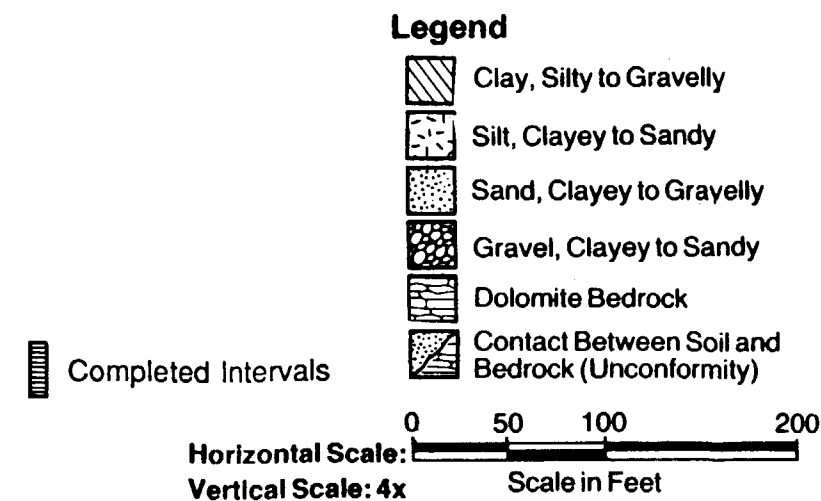 Legend
Clay, Silty to Gravelly
Silt, Clayey to Sandy
Sand, Clayey to Gravelly
Gravel, Clayey to Sandy
Dolomite Bedrock
Contact Between Soil and
Bedrock (Unconformity)
Completed Intervals
0 50 100 200
Horizontal Scale:
Vertical Scale: 4x
Scale in Feet